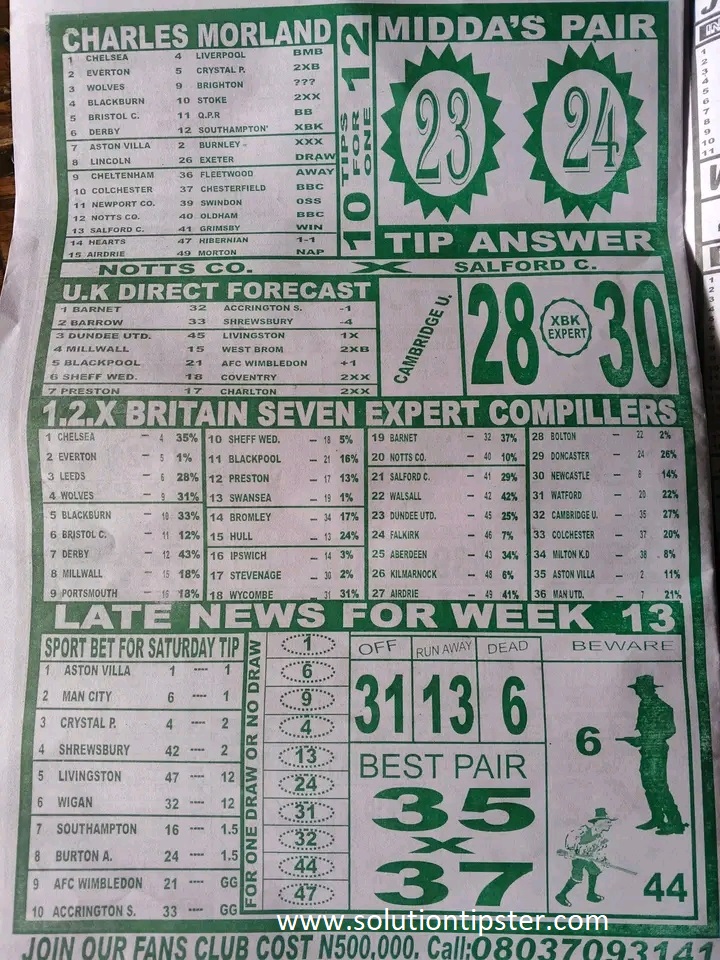 CHARLES MORLAND
1 CHELSEA 4 LIVERPOOL BMB
2 EVERTON 5 CRYSTAL P. 2XB
3 WOLVES 9 BRIGHTON ???
4 BLACKBURN 10 STOKE 2XX
5 BRISTOL C. 11 Q.P.R BB
6 DERBY 12 SOUTHAMPTON' XBK
7 ASTON VILLA 2 BURNLEY XXX
8 LINCOLN 26 EXETER DRAW
9 CHELTENHAM 36 FLEETWOOD AWAY
10 COLCHESTER 37 CHESTERFIELD BBC
11 NEWPORT CO. 39 SWINDON OSS
12 NOTTS CO. 40 OLDHAM BBC
13 SALFORD C. 41 GRIMSBY WIN
14 HEARTS 47 HIBERNIAN 1-1
15 AIRDRIE 49 MORTON NAP
10 TIPS FOR ONE 12
MIDDA'S PAIR
23 24
TIP ANSWER
NOTTS CO. X SALFORD C.
U.K DIRECT FORECAST
1 BARNET 32 ACCRINGTON S. -1
2 BARROW 33 SHREWSBURY -4
3 DUNDEE UTD. 45 LIVINGSTON 1X
4 MILLWALL 15 WEST BROM 2XB
5 BLACKPOOL 21 AFC WIMBLEDON +1
6 SHEFF WED. 18 COVENTRY 2XX
7 PRESTON 17 CHARLTON 2XX
CAMBRIDGE U.
28 XBK EXPERT 30
1.2.X BRITAIN SEVEN EXPERT COMPILLERS
1 CHELSEA – 4 35%
2 EVERTON – 5 1%
3 LEEDS – 6 28%
4 WOLVES – 9 31%
5 BLACKBURN – 10 33%
6 BRISTOL C. – 11 12%
7 DERBY – 12 43%
8 MILLWALL – 15 18%
9 PORTSMOUTH – 16 18%
10 SHEFF WED. – 18 5%
11 BLACKPOOL – 21 16%
12 PRESTON – 17 13%
13 SWANSEA – 19 1%
14 BROMLEY – 34 17%
15 HULL – 13 24%
16 IPSWICH – 14 3%
17 STEVENAGE – 30 2%
18 WYCOMBE – 31 31%
19 BARNET – 32 37%
20 NOTTS CO. – 40 10%
21 SALFORD C. – 41 29%
22 WALSALL – 42 42%
23 DUNDEE UTD. – 45 25%
24 FALKIRK – 46 7%
25 ABERDEEN – 43 34%
26 KILMARNOCK – 48 6%
27 AIRDRIE – 49 41%
28 BOLTON – 22 2%
29 DONCASTER – 24 26%
30 NEWCASTLE – 8 14%
31 WATFORD – 20 22%
32 CAMBRIDGE U. – 35 27%
33 COLCHESTER – 37 20%
34 MILTON K.D – 38 8%
35 ASTON VILLA – 2 11%
36 MAN UTD. – 7 21%
LATE NEWS FOR WEEK 13
SPORT BET FOR SATURDAY TIP
1 ASTON VILLA 1 ---- 1
2 MAN CITY 6 ---- 1
3 CRYSTAL P. 4 ---- 2
4 SHREWSBURY 42 ---- 2
5 LIVINGSTON 47 ---- 12
6 WIGAN 32 ---- 12
7 SOUTHAMPTON 16 ---- 1.5
8 BURTON A. 24 ---- 1.5
9 AFC WIMBLEDON 21 ---- GG
10 ACCRINGTON S. 33 ---- GG
FOR ONE DRAW OR NO DRAW
1
6
9
4
13
24
31
32
44
47
OFF RUN AWAY DEAD
31 13 6
BEST PAIR
35
X
37
BEWARE
6
44
www.solutiontipster.com
JOIN OUR FANS CLUB COST N500,000. Call:08037093141